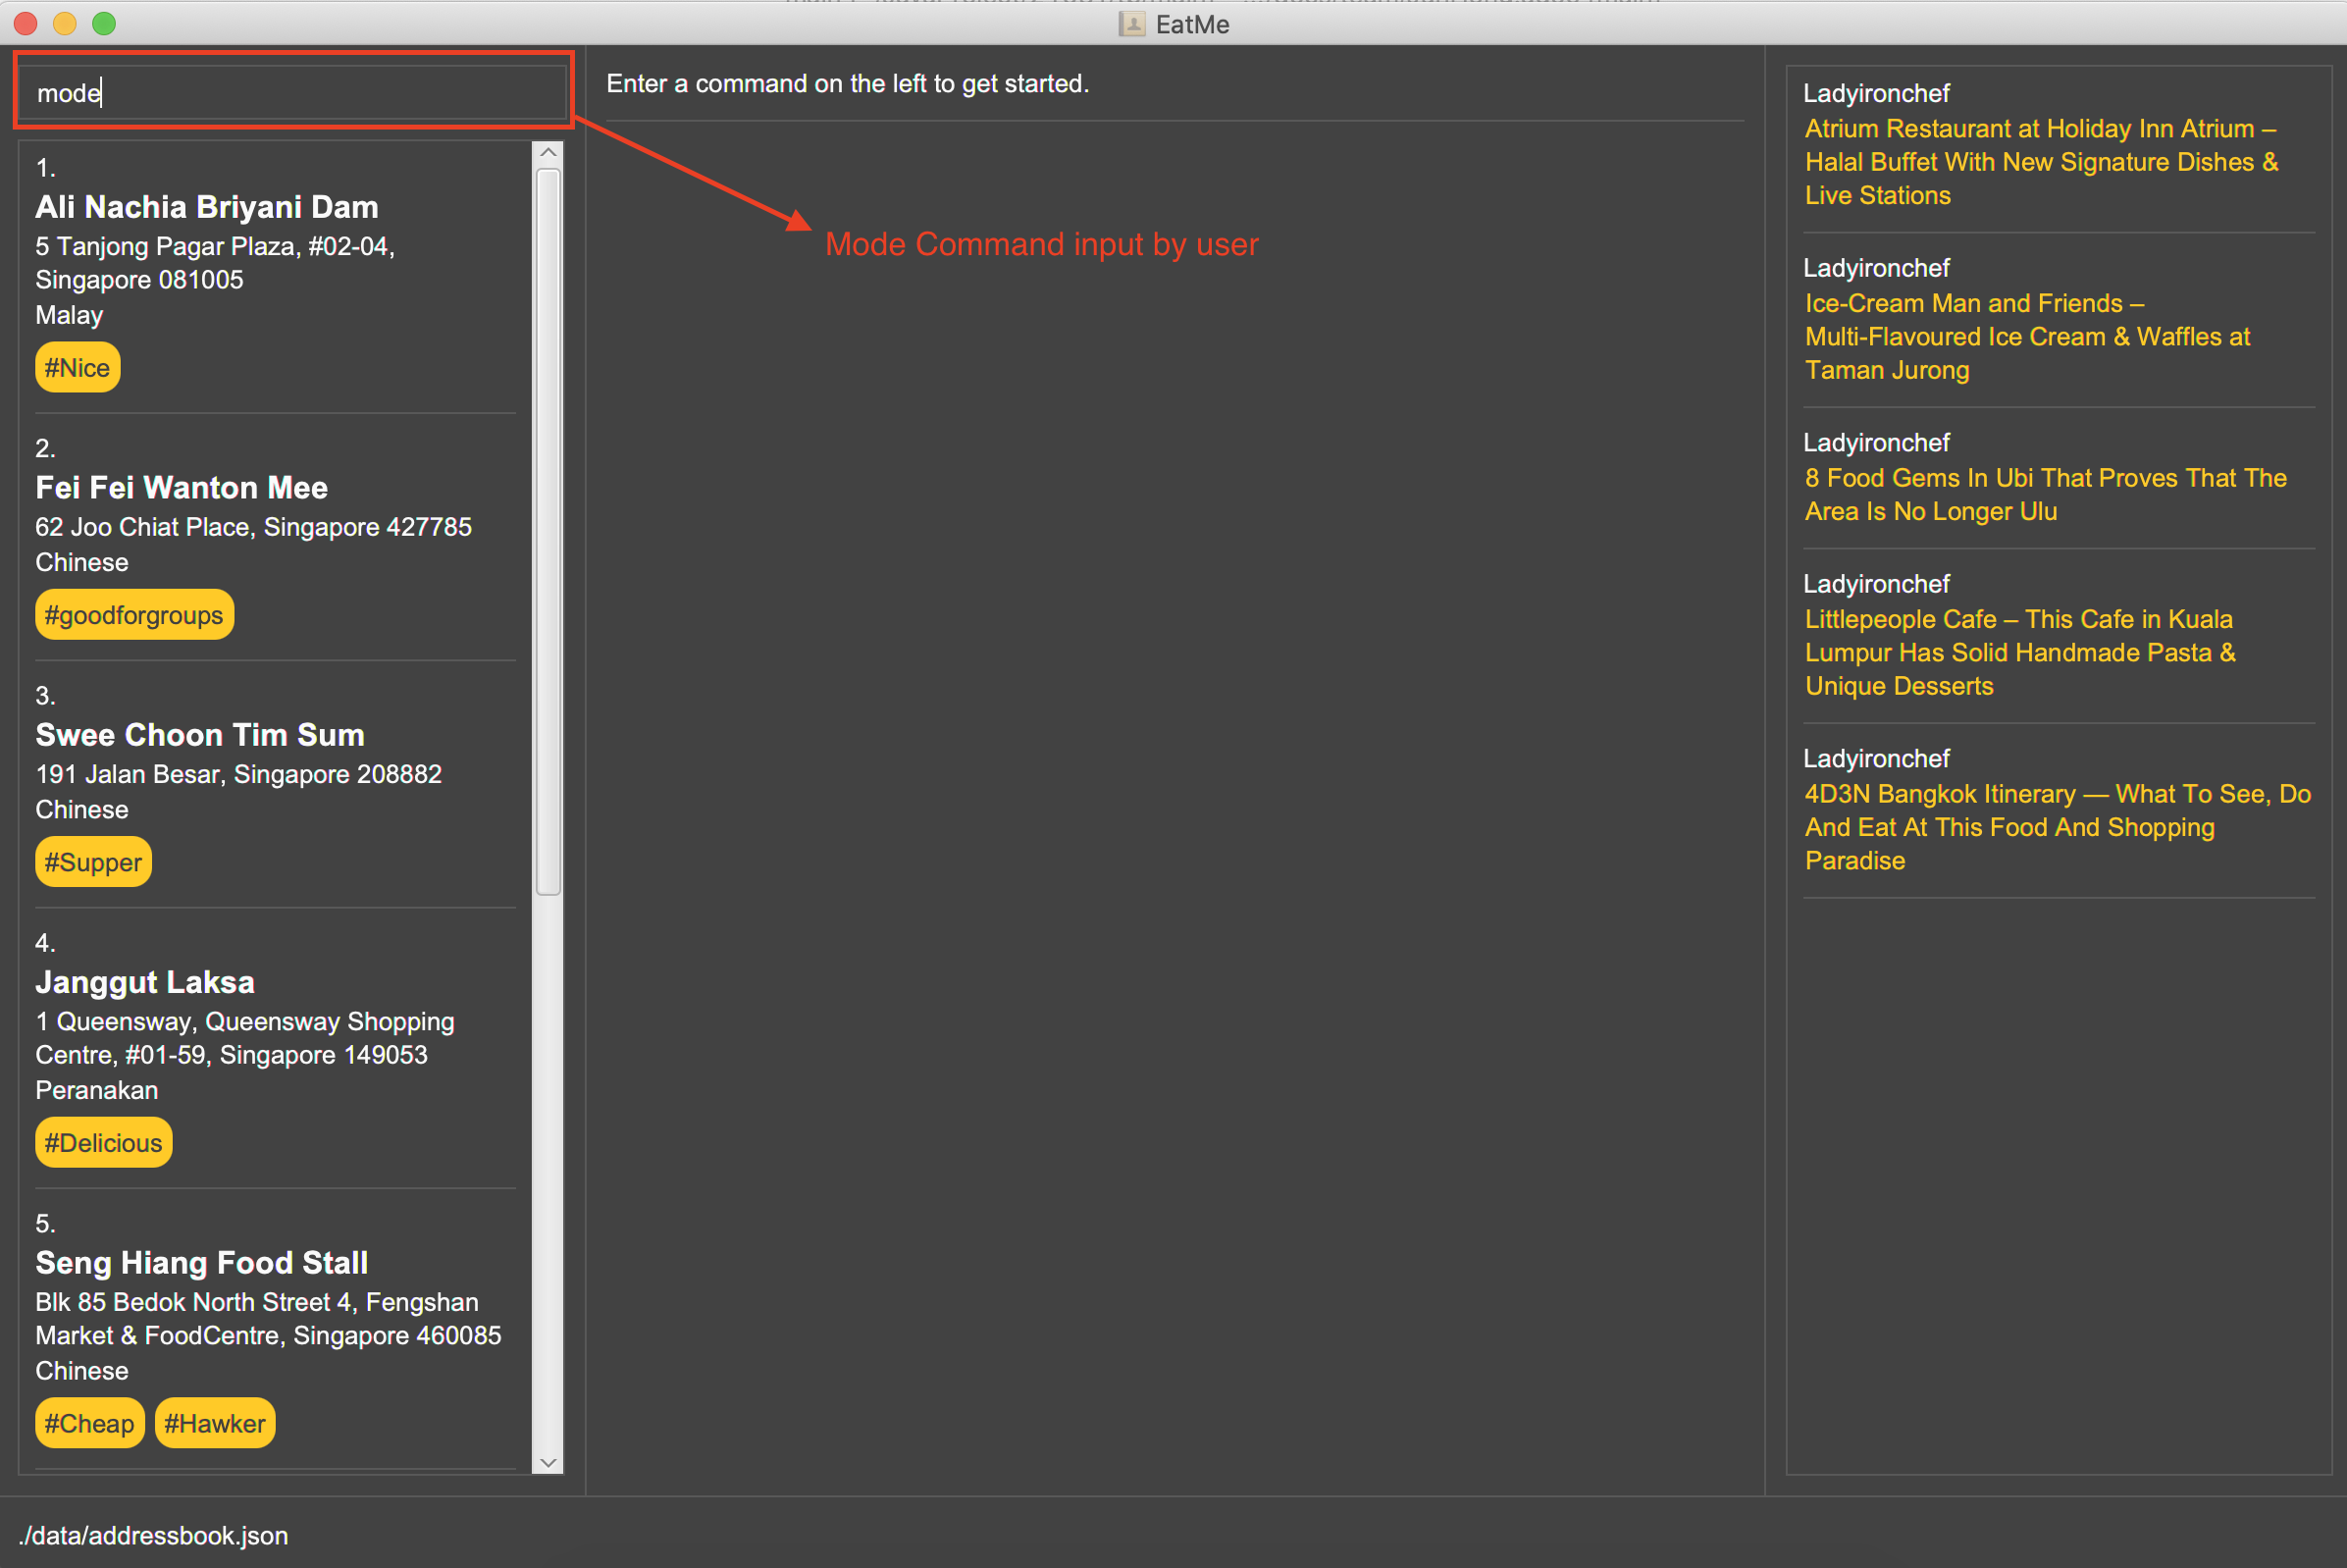 EatMe
mode
Enter a command on the left to get started.
Mode Command input by user
1.
Ali Nachia Briyani Dam
5 Tanjong Pagar Plaza, #02-04,
Singapore 081005
Malay
#Nice
2.
Fei Fei Wanton Mee
62 Joo Chiat Place, Singapore 427785
Chinese
#goodforgroups
3.
Swee Choon Tim Sum
191 Jalan Besar, Singapore 208882
Chinese
#Supper
4.
Janggut Laksa
1 Queensway, Queensway Shopping
Centre, #01-59, Singapore 149053
Peranakan
#Delicious
5.
Seng Hiang Food Stall
Blk 85 Bedok North Street 4, Fengshan
Market & FoodCentre, Singapore 460085
Chinese
#Cheap #Hawker
Ladyironchef
Atrium Restaurant at Holiday Inn Atrium –
Halal Buffet With New Signature Dishes &
Live Stations
Ladyironchef
Ice-Cream Man and Friends –
Multi-Flavoured Ice Cream & Waffles at
Taman Jurong
Ladyironchef
8 Food Gems In Ubi That Proves That The
Area Is No Longer Ulu
Ladyironchef
Littlepeople Cafe – This Cafe in Kuala
Lumpur Has Solid Handmade Pasta &
Unique Desserts
Ladyironchef
4D3N Bangkok Itinerary — What To See, Do
And Eat At This Food And Shopping
Paradise
./data/addressbook.json